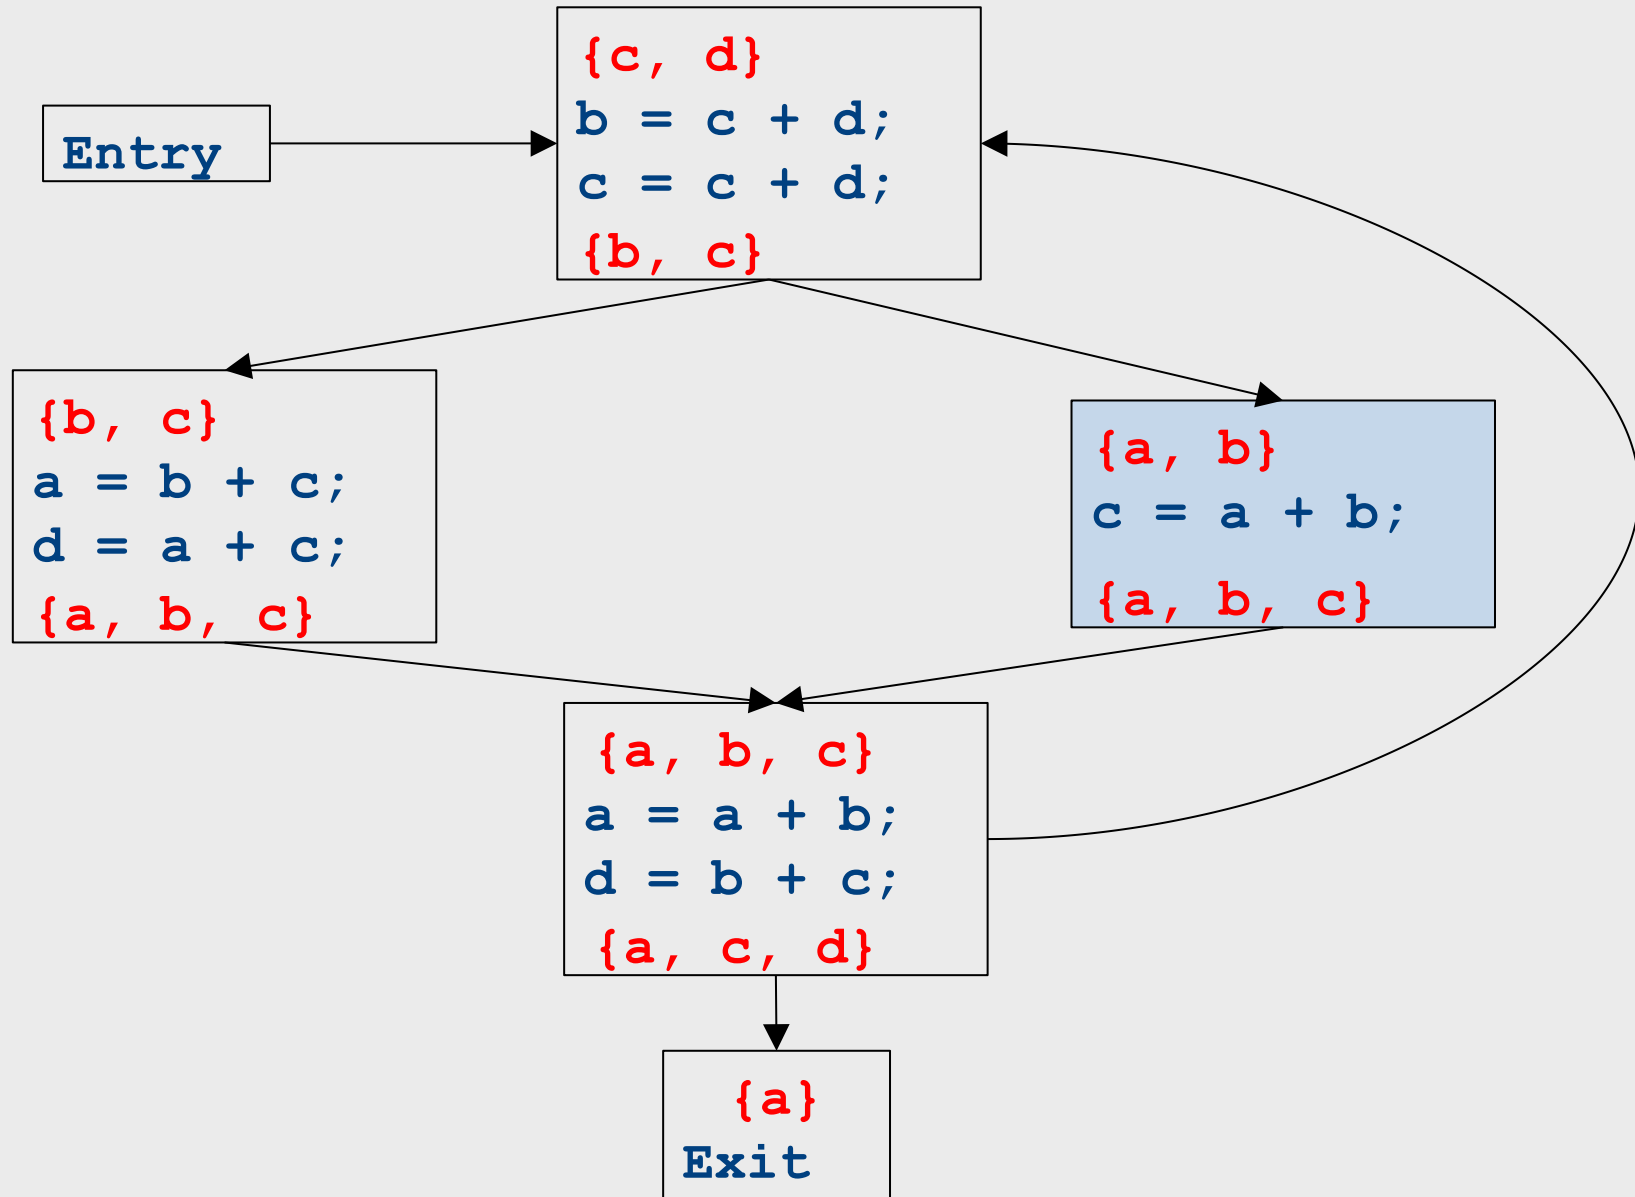 {c, d}
b = c + d;
c = c + d;
{b, c}
Entry
{b, c}
a = b + c;
d = a + c;
{a, b, c}
{a, b}
c = a + b;
{a, b, c}
{a, b, c}
a = a + b;
d = b + c;
{a, c, d}
{a}
Exit